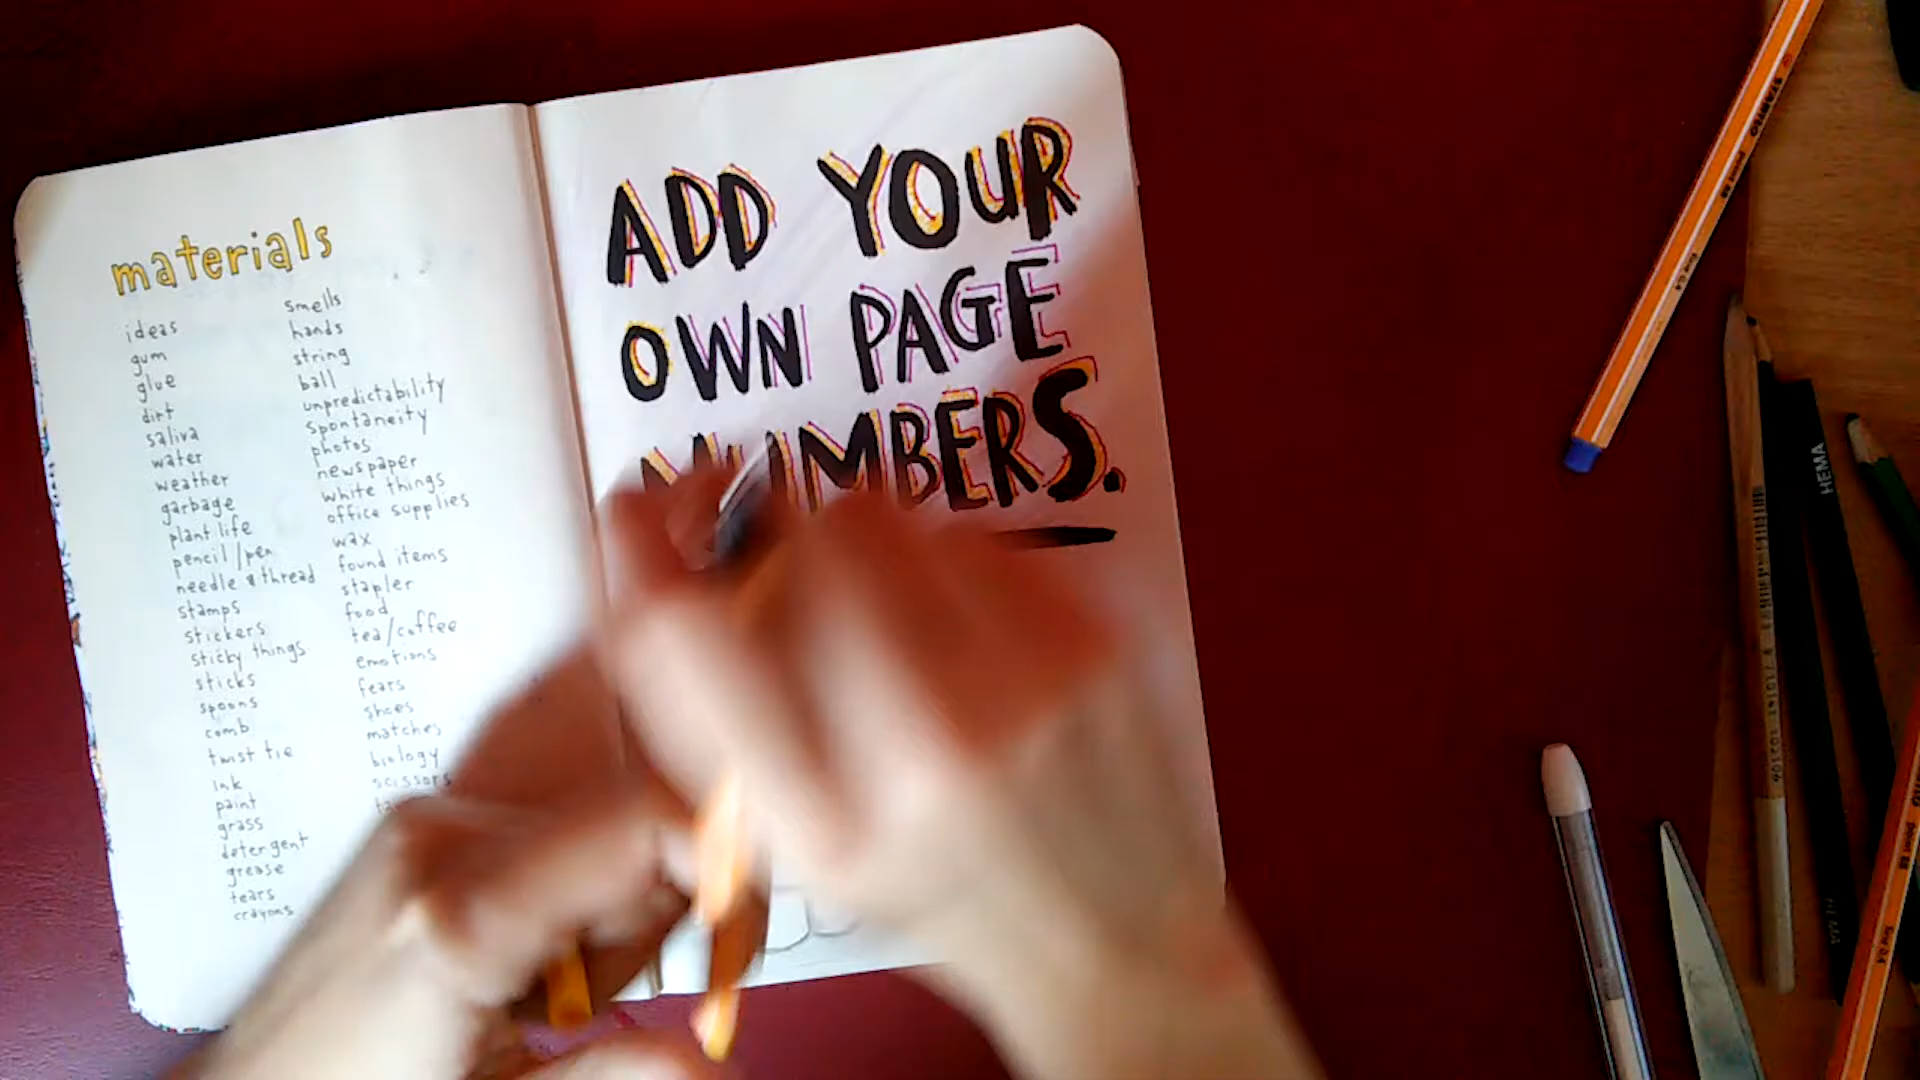 materials
ideas
gum
glue
dirt
saliva
water
weather
garbage
plant life
pencil/pen
needle & thread
stamps
stickers
sticky things
sticks
spoons
comb
twist tie
ink
paint
grass
detergent
grease
tears
crayons
smells
hands
string
ball
unpredictability
spontaneity
photos
newspaper
white things
office supplies
wax
found items
stapler
food
tea/coffee
emotions
fears
shoes
matches
biology
scissors
ADD YOUR
OWN PAGE
NUMBERS.
STABILO
HEMA